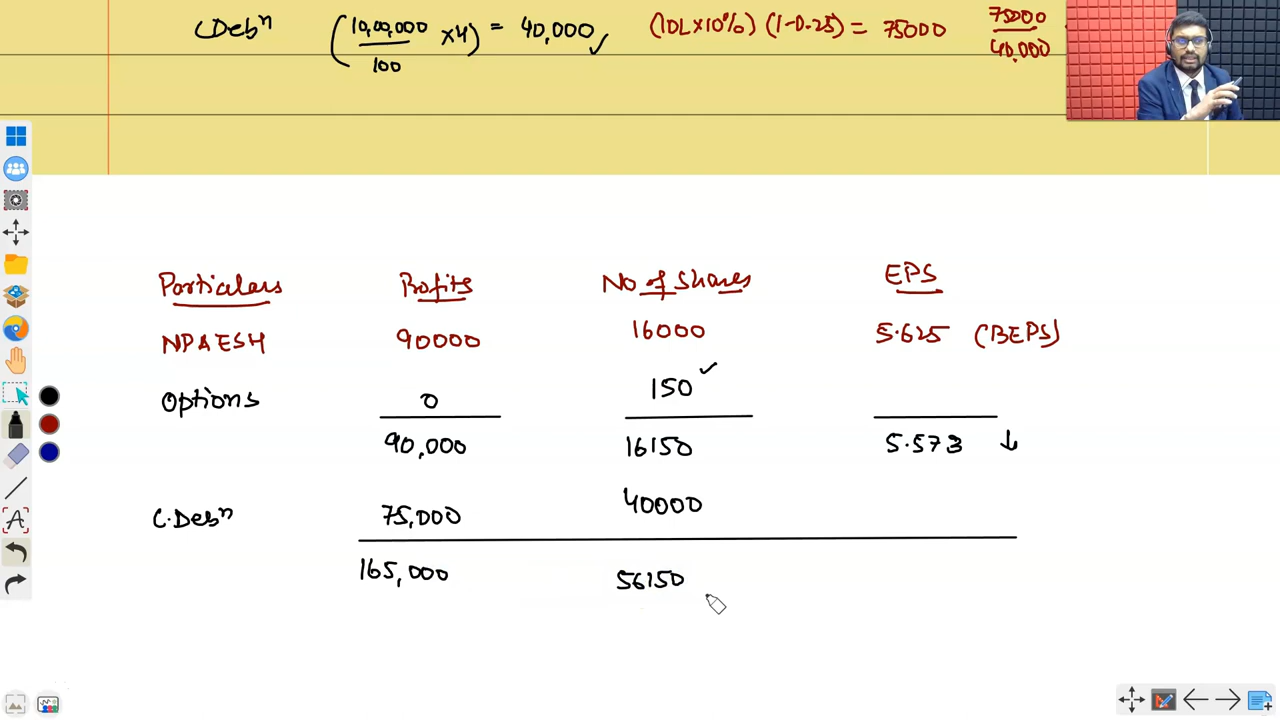 C Debⁿ (10,00,000/100 ×4) = 40,000 ✓ (10L×10%) (1-0.25) = 75000 75000/40,000
Particulars Profits No of Shares EPS
NPAESH 90000 16000 5.625 (BEPS)
Options 0 150 ✓
90,000 16150 5.573 ↓
C.Debⁿ 75,000 40000
165,000 56150